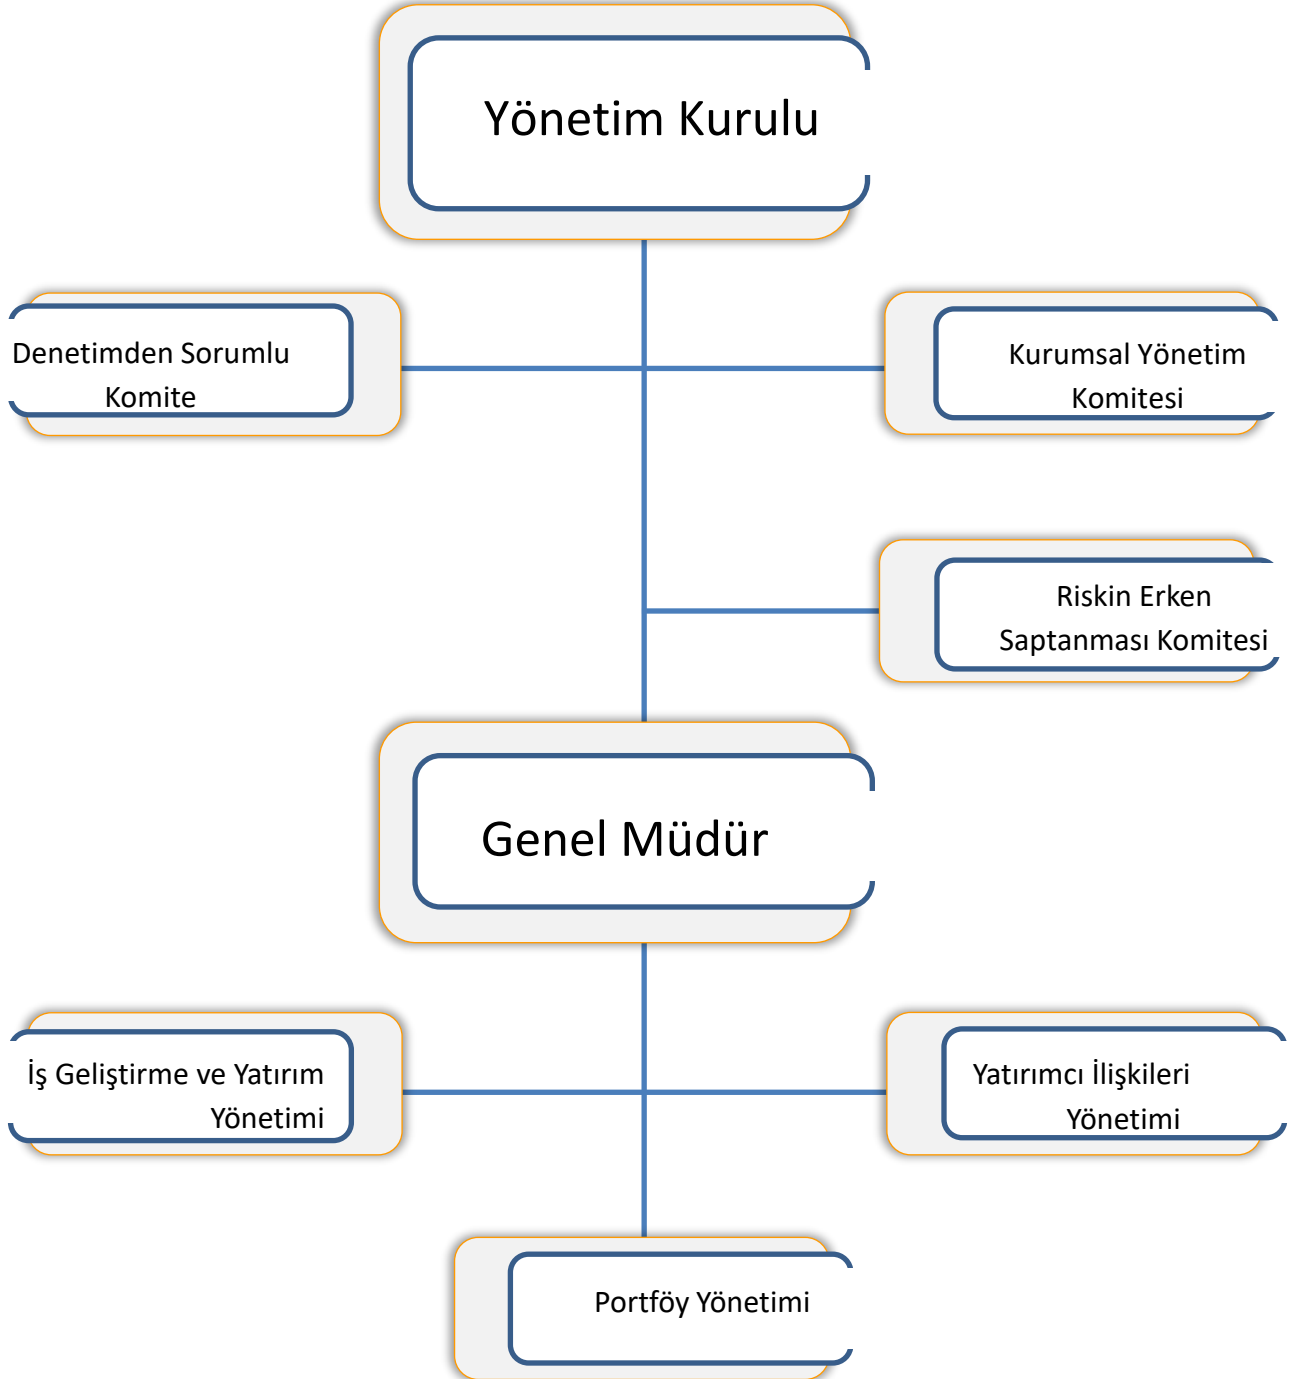 Yönetim Kurulu
Denetimden Sorumlu
Komite
Kurumsal Yönetim
Komitesi
Riskin Erken
Saptanması Komitesi
Genel Müdür
İş Geliştirme ve Yatırım
Yönetimi
Yatırımcı İlişkileri
Yönetimi
Portföy Yönetimi